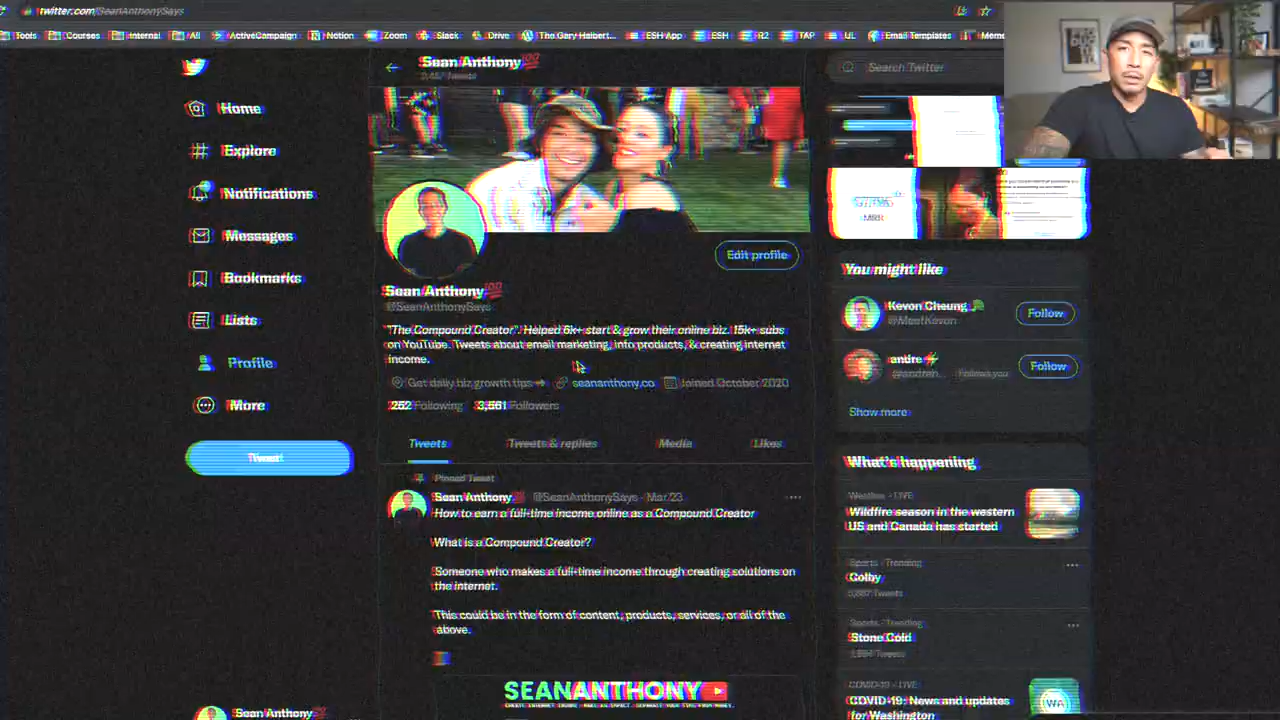 twitter.com/SeanAnthonySays
Tools Courses Internal All ActiveCampaign Notion Zoom Slack Drive The Gary Halbert... ESH App ESH R2 TAP UL Email Templates
Sean Anthony💯
Search Twitter
Home
Explore
Notifications
Messages
Bookmarks
Lists
Profile
More
Tweet
Edit profile
Sean Anthony💯
@SeanAnthonySays
"The Compound Creator". Helped 6k+ start & grow their online biz. 15k+ subs
on YouTube. Tweets about email marketing, info products, & creating internet
income.
Get daily biz growth tips → seananthony.co Joined October 2020
252 Following 3,561 Followers
Tweets Tweets & replies Media Likes
Pinned Tweet
Sean Anthony💯 @SeanAnthonySays · Mar 23
How to earn a full-time income online as a Compound Creator
What is a Compound Creator?
Someone who makes a full-time income through creating solutions on
the internet.
This could be in the form of content, products, services, or all of the
above.
SEANANTHONY
Sean Anthony💯
You might like
Kevon Cheung
@MeetKevon
Follow
andre⚡
Follows you
Follow
Show more
What's happening
Weather · LIVE
Wildfire season in the western
US and Canada has started
Sports · Trending
Colby
5,887 Tweets
Sports · Trending
Stone Cold
COVID-19 · LIVE
COVID-19: News and updates
for Washington